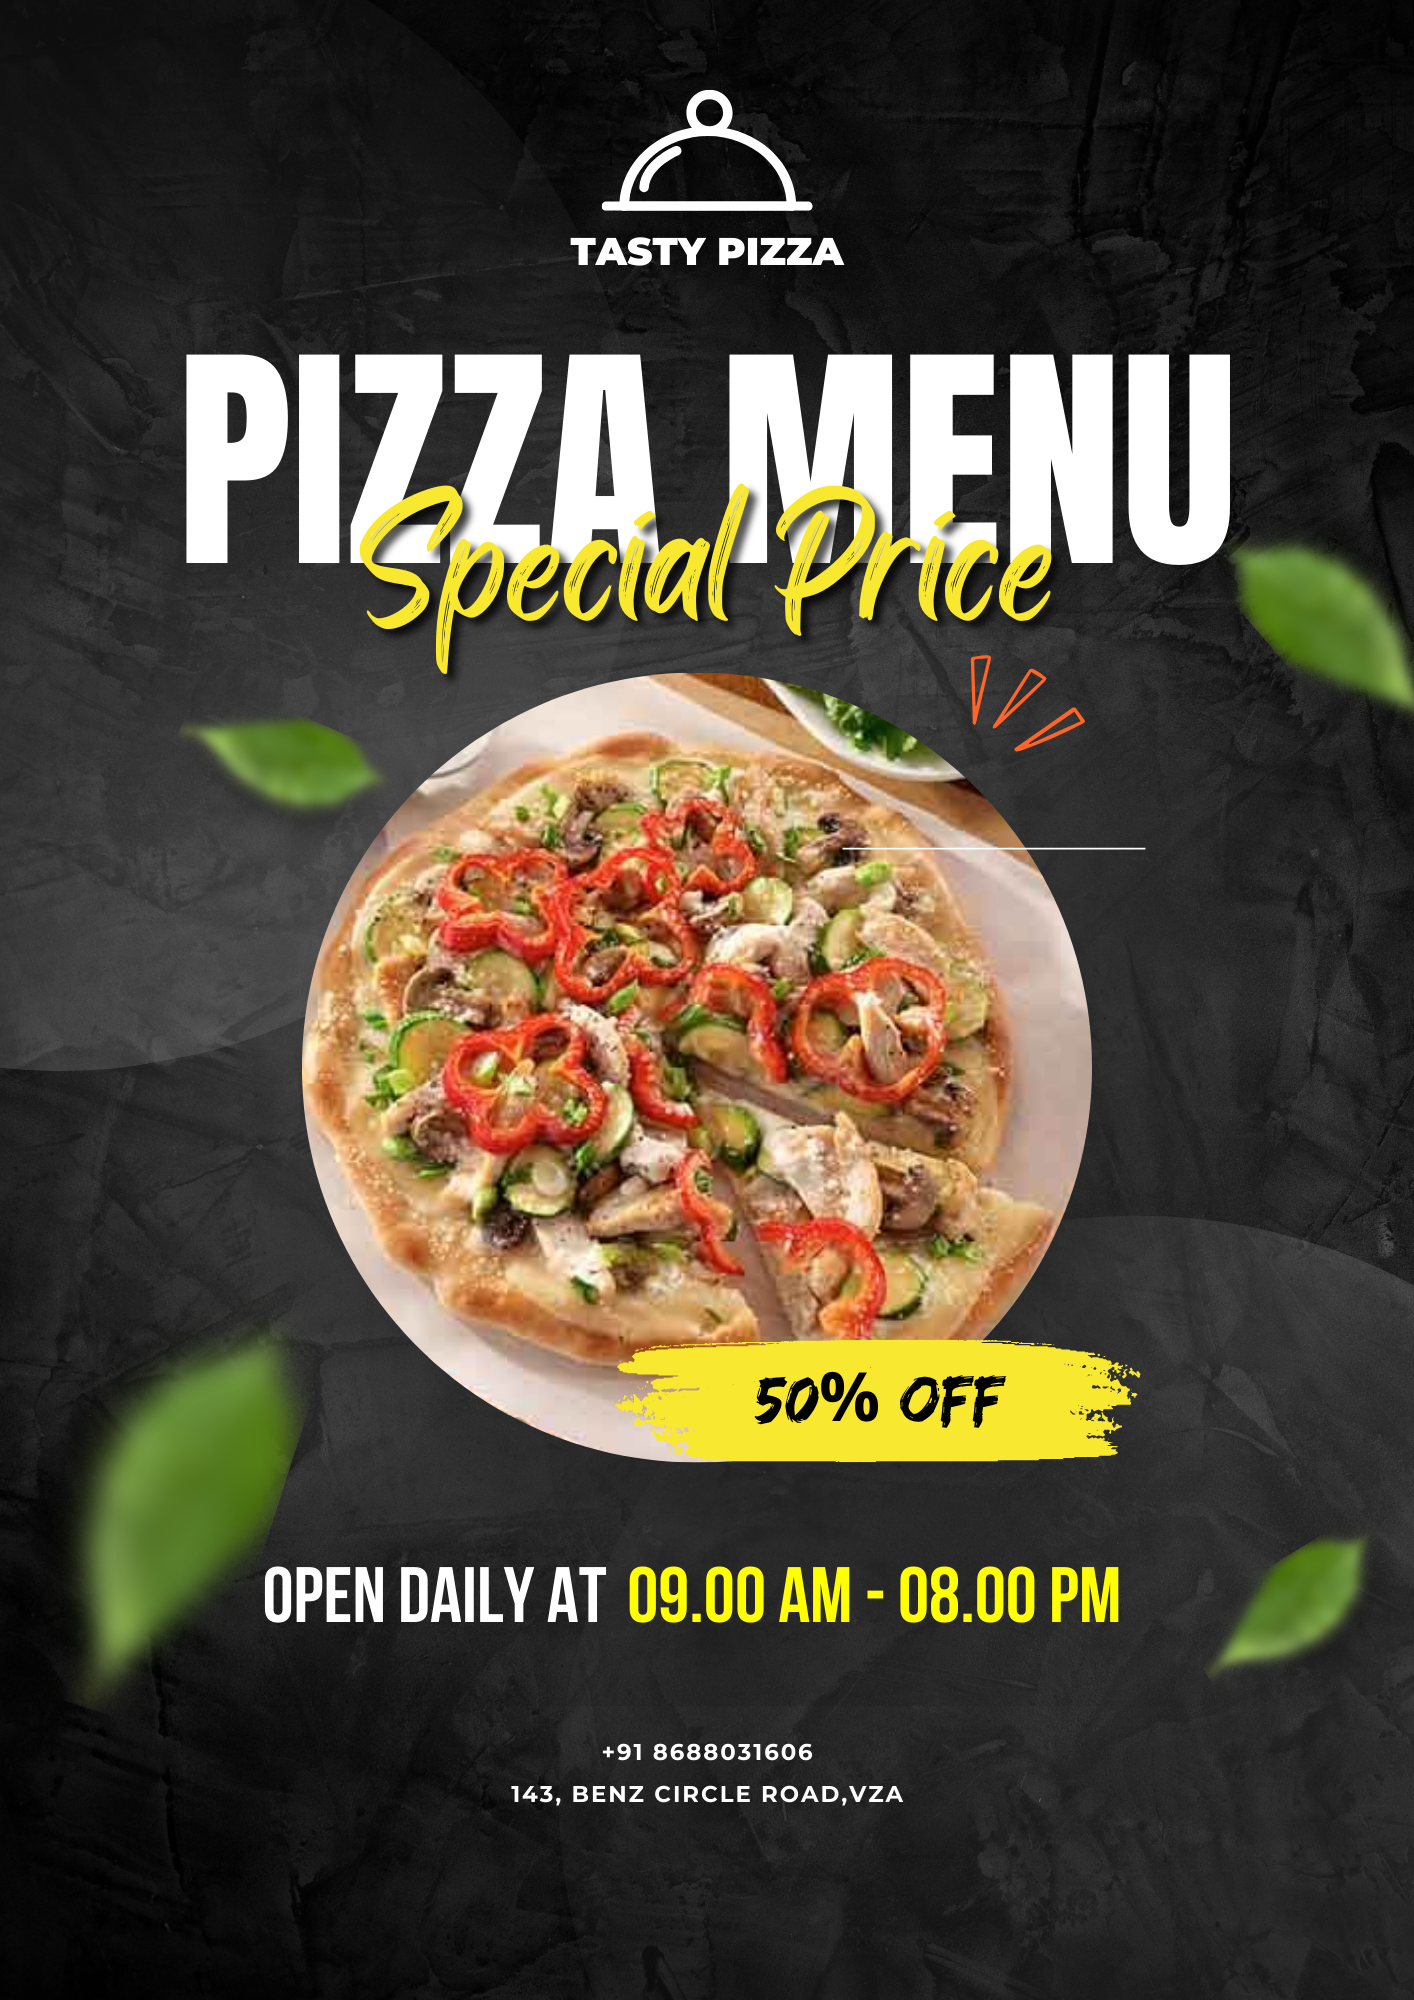 TASTY PIZZA
PIZZA MENU
Special Price
50% OFF
OPEN DAILY AT 09.00 AM - 08.00 PM
+91 8688031606
143, BENZ CIRCLE ROAD,VZA